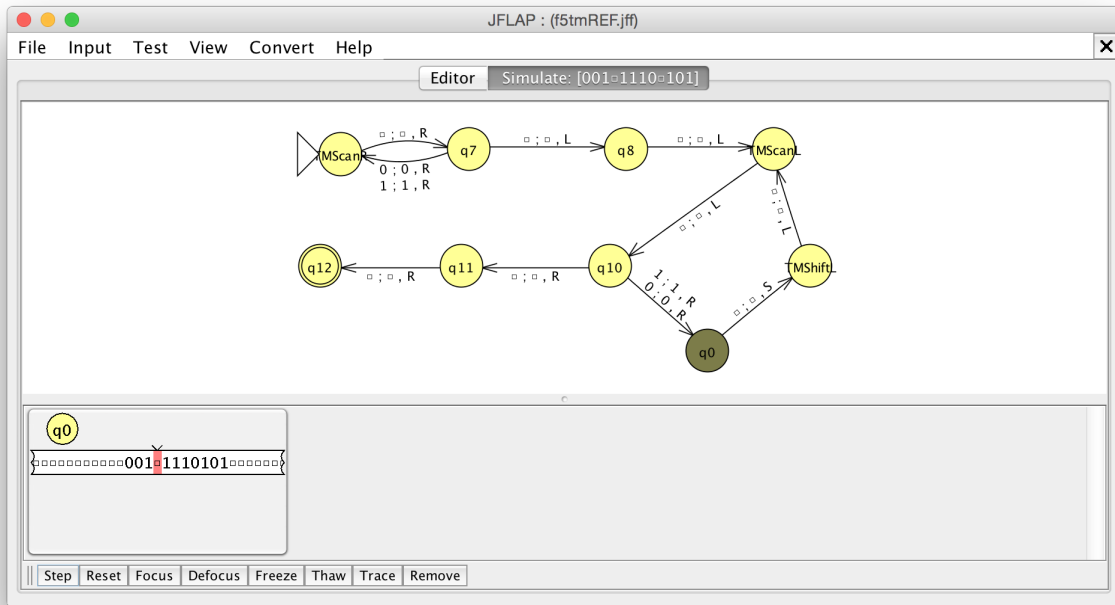 JFLAP : (f5tmREF.jff)
File Input Test View Convert Help
Editor Simulate: [001□1110□101]
□ ; □ , R
□ ; □ , L
□ ; □ , L
TMScanR
q7
q8
TMScanL
0 ; 0 , R
1 ; 1 , R
□ ; □ , L
□ ; □ , L
q12
q11
q10
TMShiftL
□ ; □ , R
□ ; □ , R
1 ; 1 , R
0 ; 0 , R
□ ; □ , S
q0
q0
□□□□□□□□□□□001□1110101□□□□□□
Step Reset Focus Defocus Freeze Thaw Trace Remove